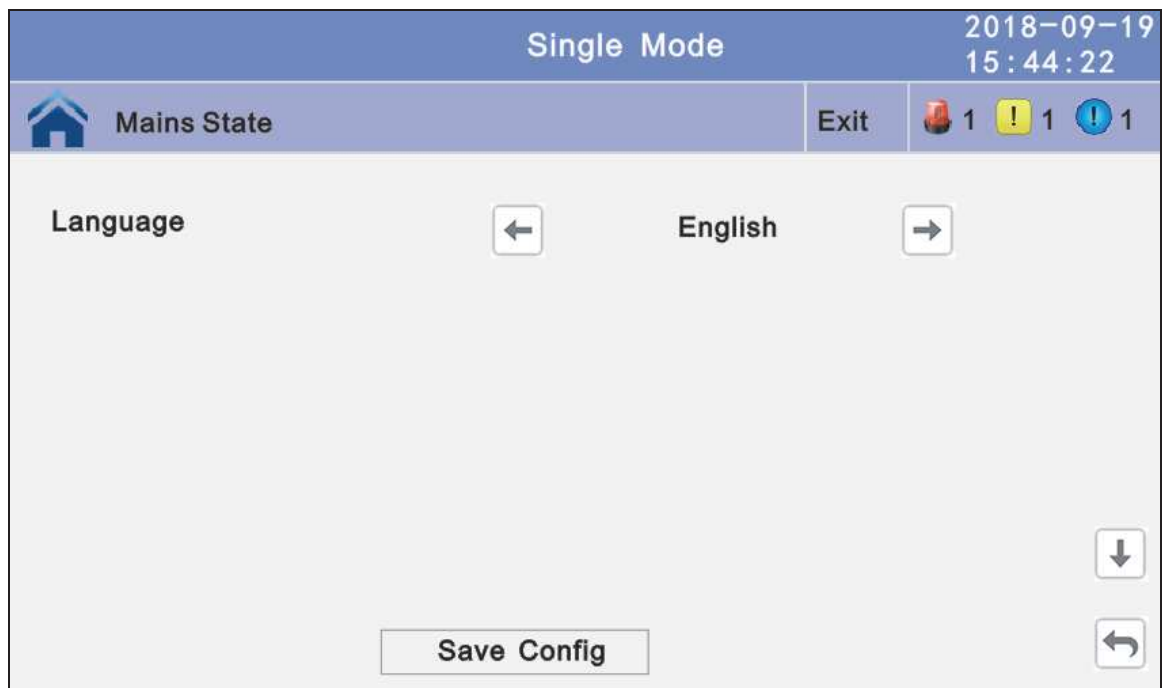 Single Mode
2018-09-19
15:44:22
Mains State
Exit
1 ! 1 ! 1
Language
English
Save Config